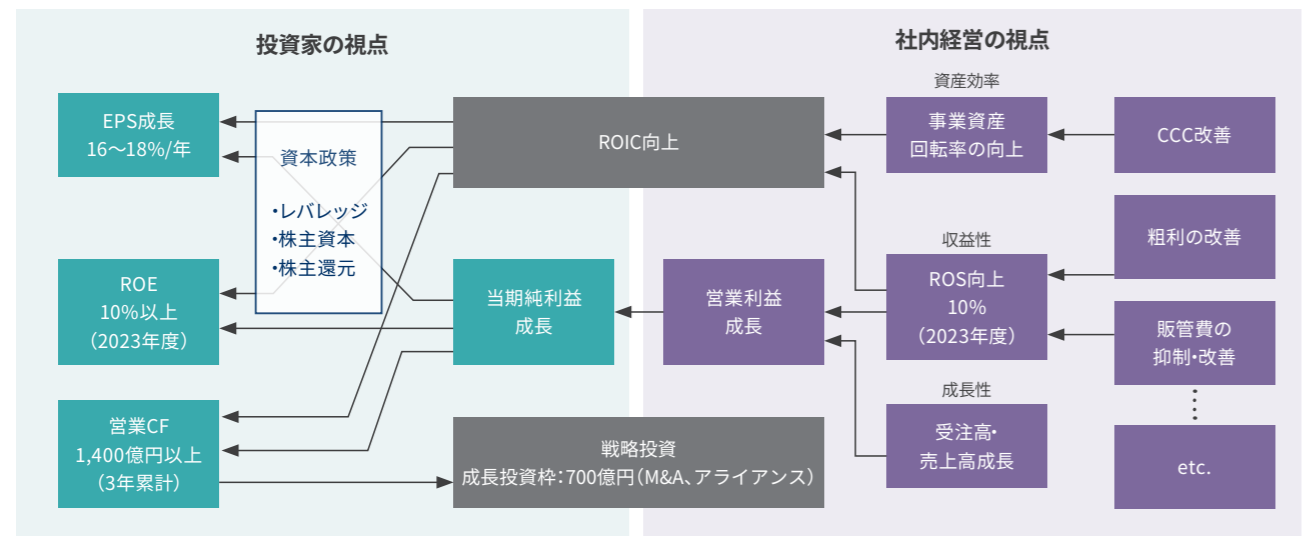 投資家の視点
EPS成長
16〜18%/年
資本政策
・レバレッジ
・株主資本
・株主還元
ROE
10%以上
（2023年度）
当期純利益
成長
営業CF
1,400億円以上
（3年累計）
ROIC向上
戦略投資
成長投資枠：700億円（M&A、アライアンス）
社内経営の視点
営業利益
成長
資産効率
事業資産
回転率の向上
収益性
ROS向上
10%
（2023年度）
成長性
受注高・
売上高成長
CCC改善
粗利の改善
販管費の
抑制・改善
etc.